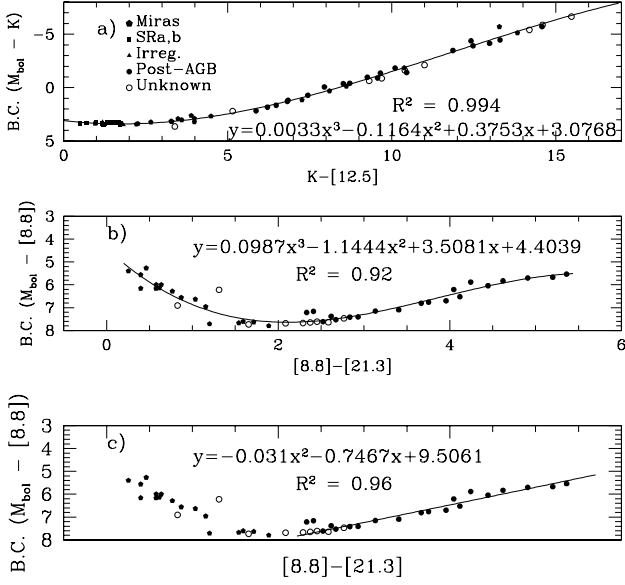 a)
Miras
SRa,b
Irreg.
Post-AGB
Unknown
R² = 0.994
y=0.0033x³-0.1164x²+0.3753x+3.0768
B.C. (M_bol - K)
-5
0
5
0 5 10 15
K-[12.5]
b)
y=0.0987x³-1.1444x²+3.5081x+4.4039
R² = 0.92
B.C. (M_bol - [8.8])
3
4
5
6
7
8
0 2 4 6
[8.8]-[21.3]
c)
y=-0.031x²-0.7467x+9.5061
R² = 0.96
B.C. (M_bol - [8.8])
3
4
5
6
7
8
[8.8]-[21.3]